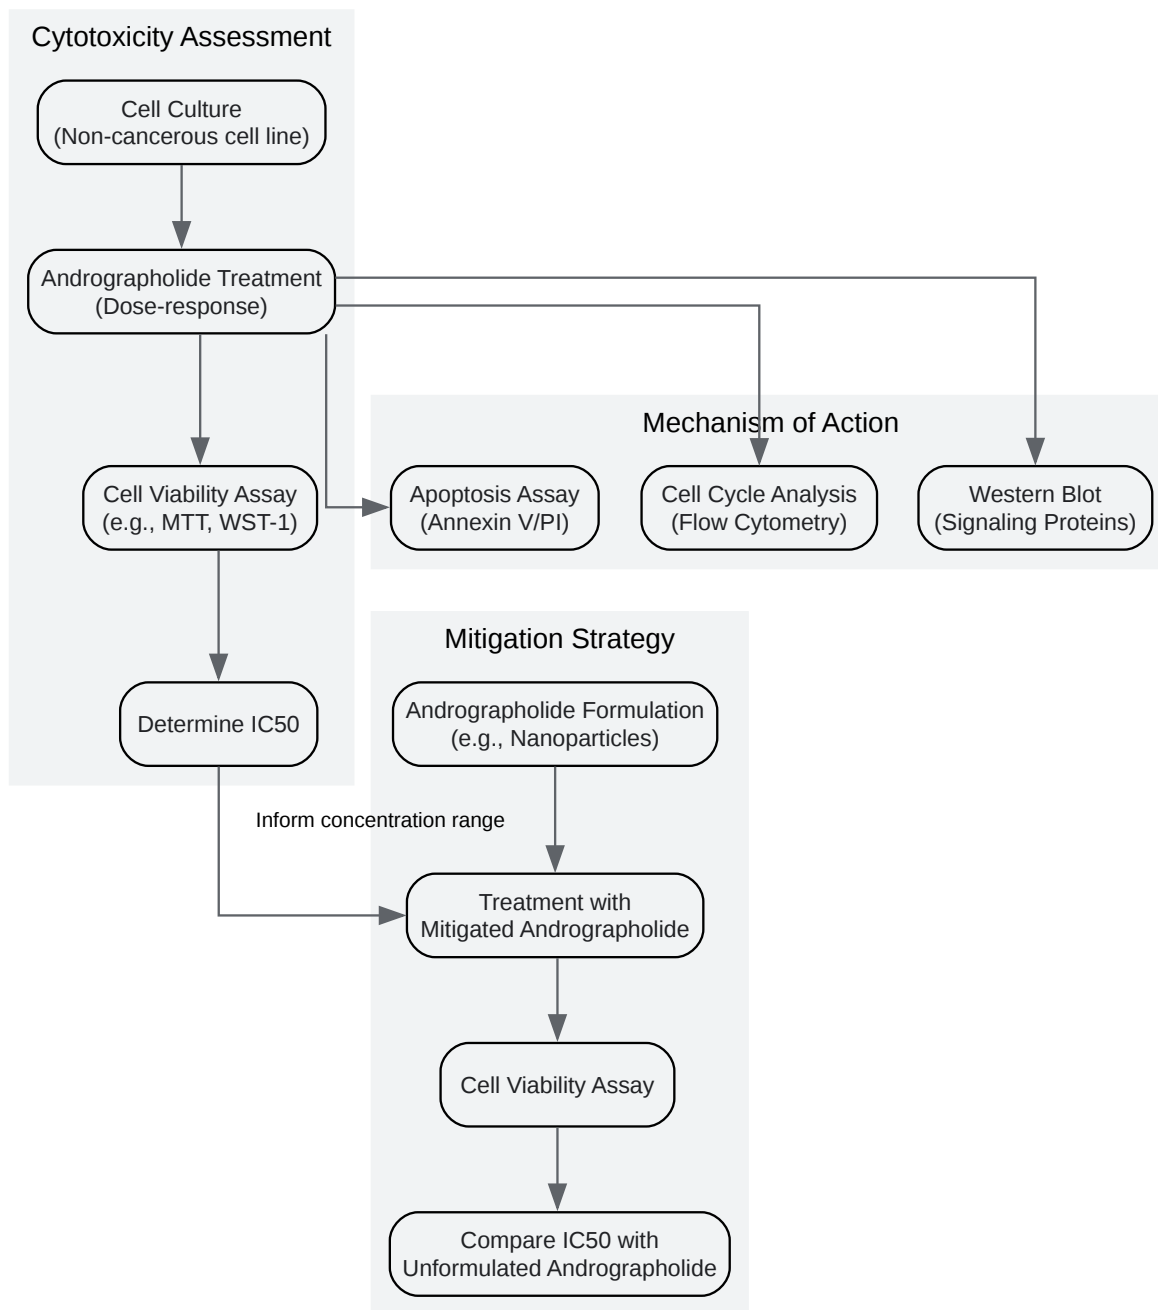 Cytotoxicity Assessment
Cell Culture
(Non-cancerous cell line)
Andrographolide Treatment
(Dose-response)
Mechanism of Action
Cell Viability Assay
(e.g., MTT, WST-1)
Apoptosis Assay
(Annexin V/PI)
Cell Cycle Analysis
(Flow Cytometry)
Western Blot
(Signaling Proteins)
Mitigation Strategy
Determine IC50
Andrographolide Formulation
(e.g., Nanoparticles)
Inform concentration range
Treatment with
Mitigated Andrographolide
Cell Viability Assay
Compare IC50 with
Unformulated Andrographolide